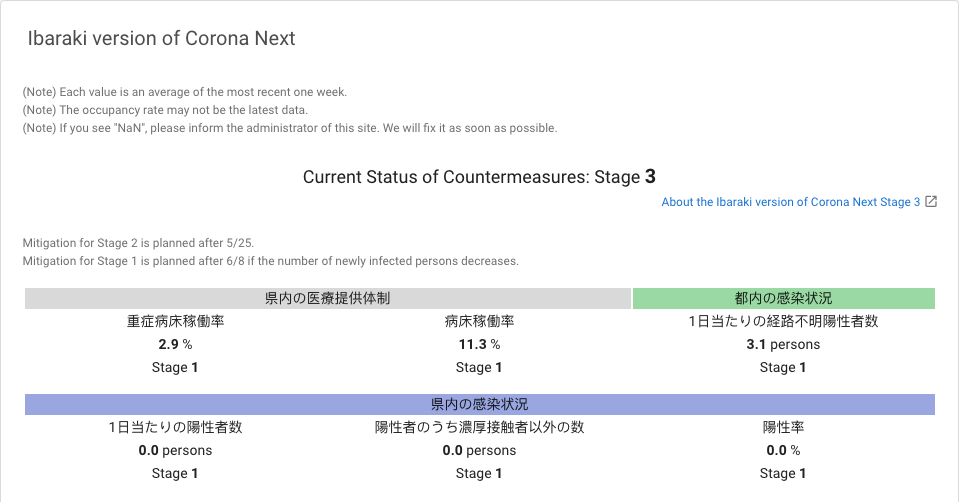 Ibaraki version of Corona Next
(Note) Each value is an average of the most recent one week.
(Note) The occupancy rate may not be the latest data.
(Note) If you see "NaN", please inform the administrator of this site. We will fix it as soon as possible.
Current Status of Countermeasures: Stage 3
About the Ibaraki version of Corona Next Stage 3
Mitigation for Stage 2 is planned after 5/25.
Mitigation for Stage 1 is planned after 6/8 if the number of newly infected persons decreases.
県内の医療提供体制 都内の感染状況
重症病床稼働率 病床稼働率 1日当たりの経路不明陽性者数
2.9 % 11.3 % 3.1 persons
Stage 1 Stage 1 Stage 1
県内の感染状況
1日当たりの陽性者数 陽性者のうち濃厚接触者以外の数 陽性率
0.0 persons 0.0 persons 0.0 %
Stage 1 Stage 1 Stage 1